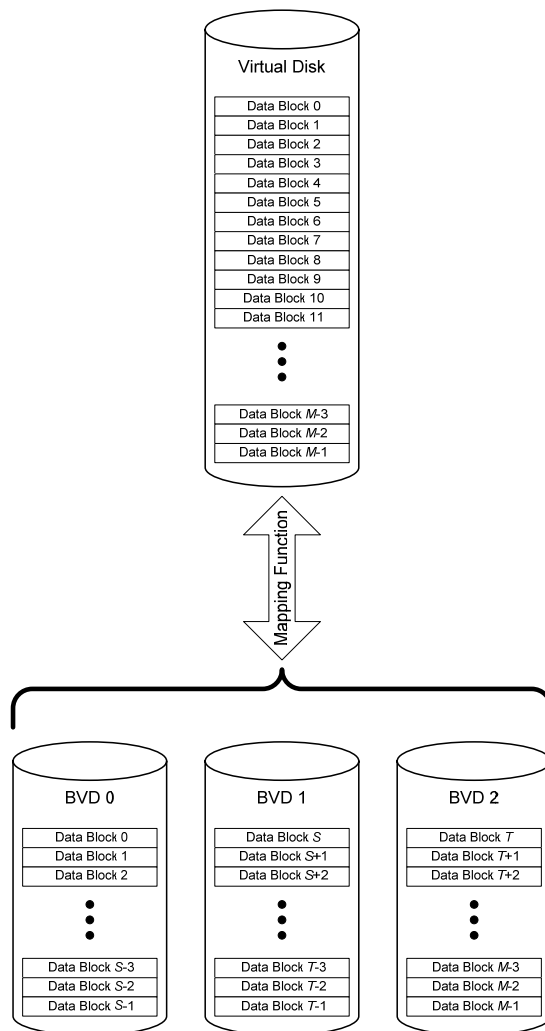 Virtual Disk
Data Block 0
Data Block 1
Data Block 2
Data Block 3
Data Block 4
Data Block 5
Data Block 6
Data Block 7
Data Block 8
Data Block 9
Data Block 10
Data Block 11
Data Block M-3
Data Block M-2
Data Block M-1
Mapping Function
BVD 0
Data Block 0
Data Block 1
Data Block 2
Data Block S-3
Data Block S-2
Data Block S-1
BVD 1
Data Block S
Data Block S+1
Data Block S+2
Data Block T-3
Data Block T-2
Data Block T-1
BVD 2
Data Block T
Data Block T+1
Data Block T+2
Data Block M-3
Data Block M-2
Data Block M-1